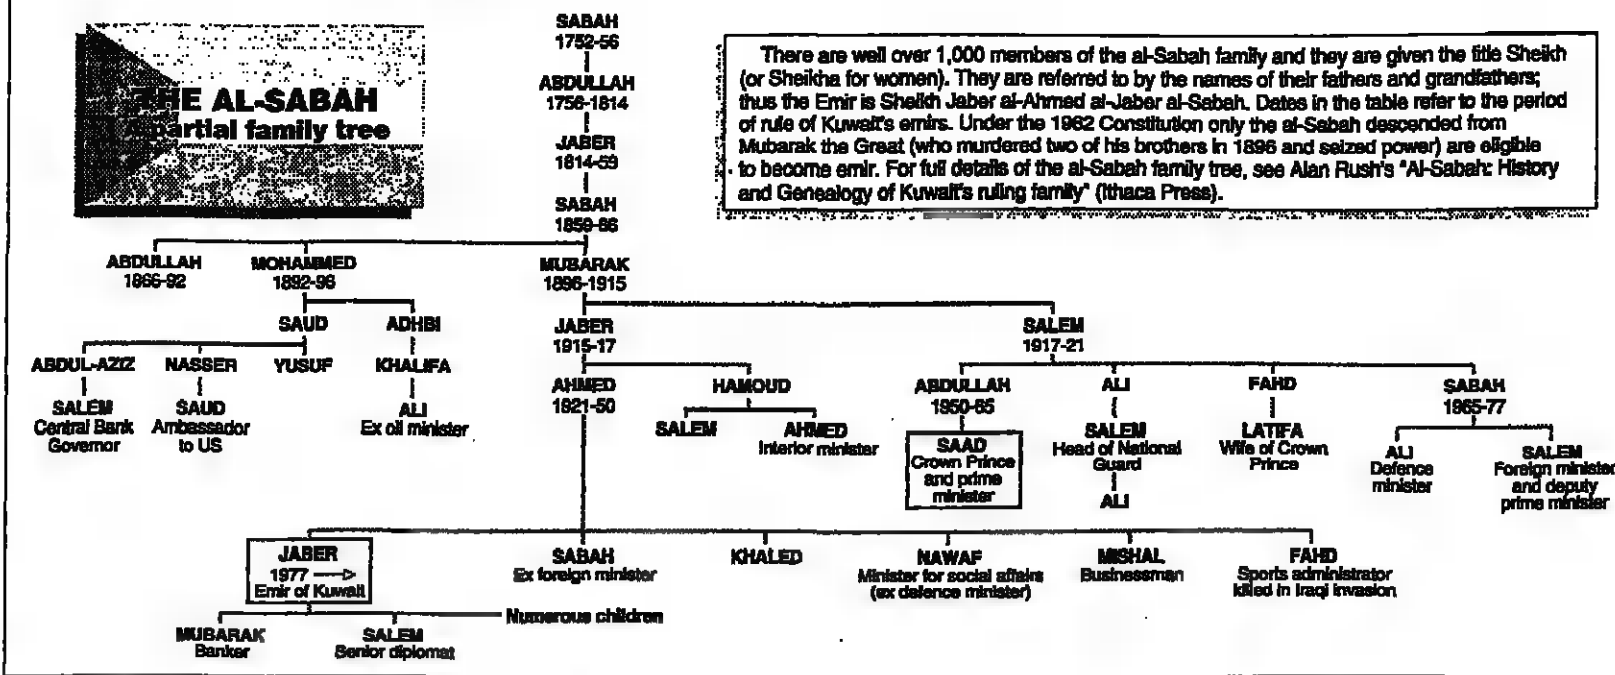 THE AL-SABAH
A partial family tree
There are well over 1,000 members of the al-Sabah family and they are given the title Sheikh
(or Sheikha for women). They are referred to by the names of their fathers and grandfathers;
thus the Emir is Sheikh Jaber al-Ahmed al-Jaber al-Sabah. Dates in the table refer to the period
of rule of Kuwait's emirs. Under the 1962 Constitution only the al-Sabah descended from
Mubarak the Great (who murdered two of his brothers in 1896 and seized power) are eligible
to become emir. For full details of the al-Sabah family tree, see Alan Rush's "Al-Sabah: History
and Genealogy of Kuwait's ruling family" (Ithaca Press).
SABAH
1752-56
ABDULLAH
1756-1814
JABER
1814-59
SABAH
1859-66
ABDULLAH
1866-92
MOHAMMED
1892-96
MUBARAK
1896-1915
SAUD
ADHBI
JABER
1915-17
SALEM
1917-21
ABDUL-AZIZ
NASSER
YUSUF
KHALIFA
AHMED
1921-50
HAMOUD
ABDULLAH
1950-65
ALI
FAHD
SABAH
1965-77
SALEM
Central Bank
Governor
SAUD
Ambassador
to US
ALI
Ex oil minister
SALEM
AHMED
Interior minister
SAAD
Crown Prince
and prime
minister
SALEM
Head of National
Guard
ALI
LATIFA
Wife of Crown
Prince
ALI
Defence
minister
SALEM
Foreign minister
and deputy
prime minister
JABER
1977
Emir of Kuwait
SABAH
Ex foreign minister
KHALED
NAWAF
Minister for social affairs
(ex defence minister)
MISHAL
Businessman
FAHD
Sports administrator
killed in Iraqi invasion
MUBARAK
Banker
SALEM
Senior diplomat
Numerous children